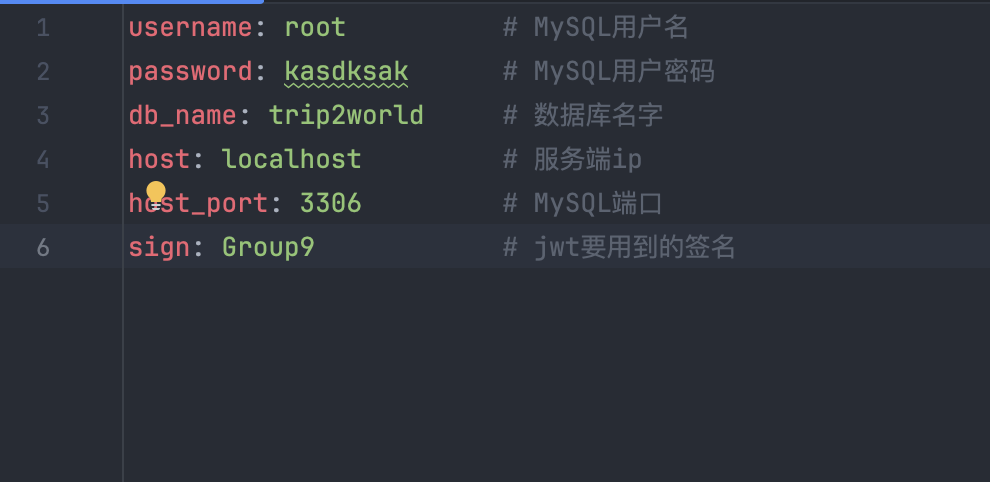 1 username: root # MySQL用户名
2 password: kasdksak # MySQL用户密码
3 db_name: trip2world # 数据库名字
4 host: localhost # 服务端ip
5 host_port: 3306 # MySQL端口
6 sign: Group9 # jwt要用到的签名